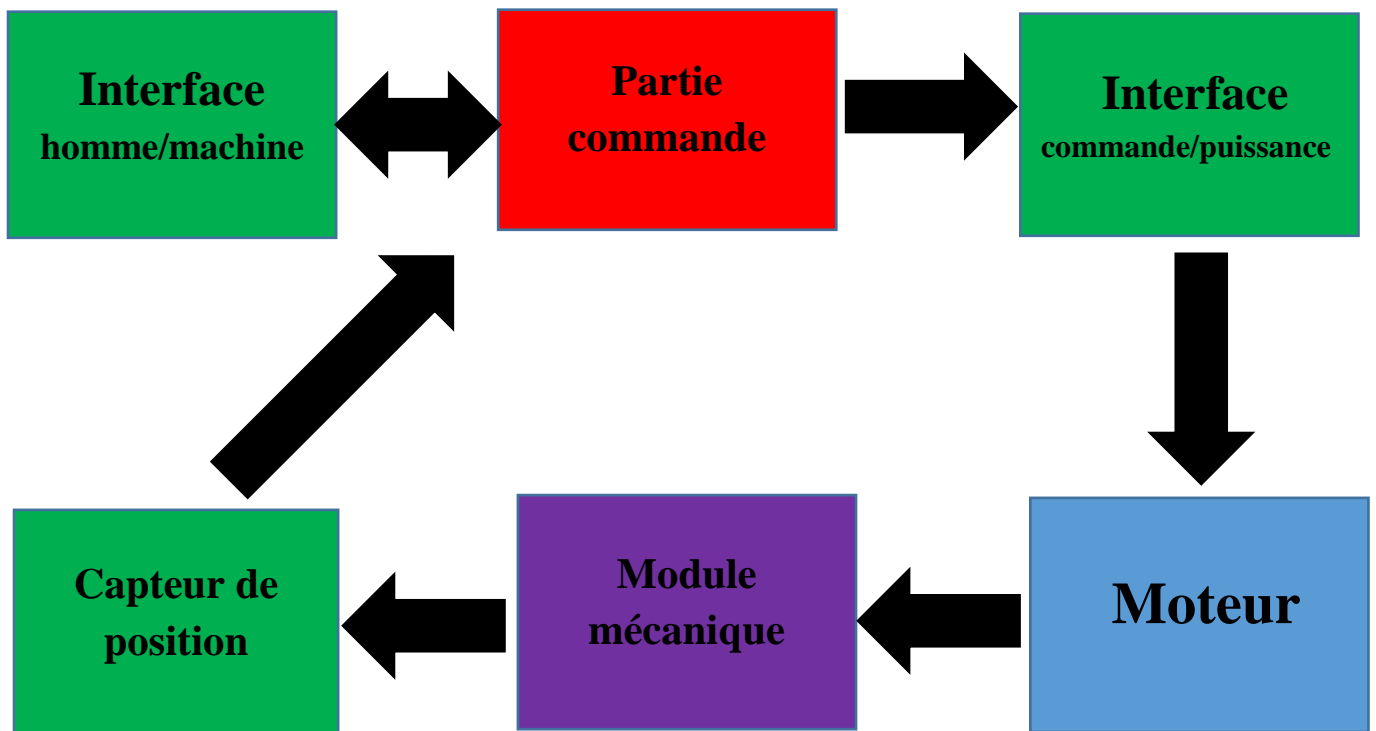 Interface
homme/machine
Partie
commande
Interface
commande/puissance
Capteur de
position
Module
mécanique
Moteur